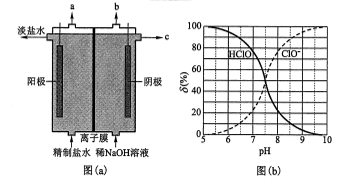 a b
淡盐水 c
阳极 阴极
离子膜
精制盐水 稀NaOH溶液
图(a)
100
80
60
40
20
0
δ(%)
HClO ClO⁻
5 6 7 8 9 10
pH
图(b)